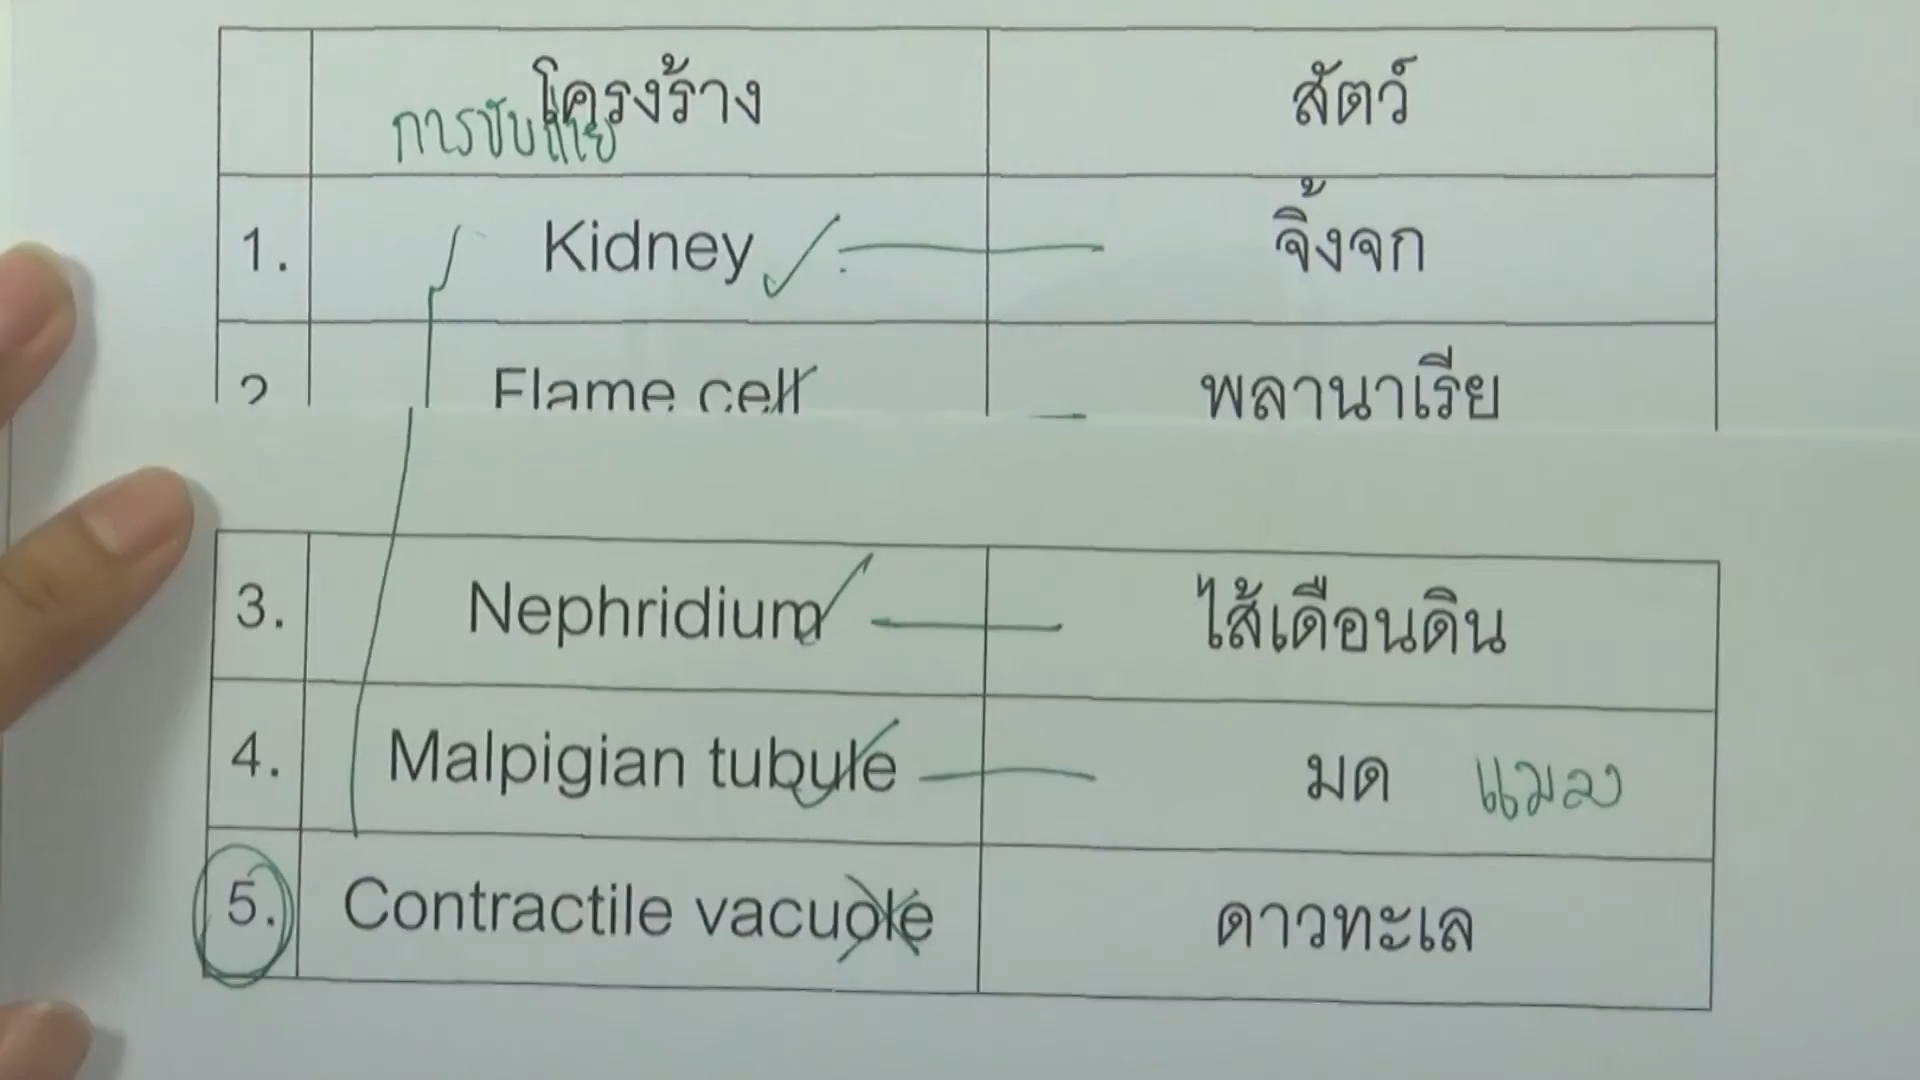 โครงร้าง สัตว์
การขับถ่าย
1. Kidney จิ้งจก
2 Flame cell พลานาเรีย
3. Nephridium ไส้เดือนดิน
4. Malpigian tubule มด แมลง
5. Contractile vacuole ดาวทะเล